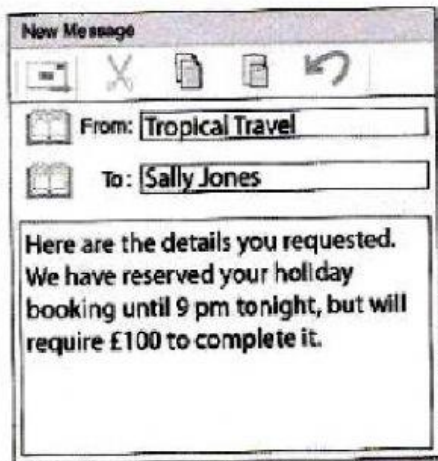 New Message
From: Tropical Travel
To: Sally Jones
Here are the details you requested.
We have reserved your holiday
booking until 9 pm tonight, but will
require £100 to complete it.